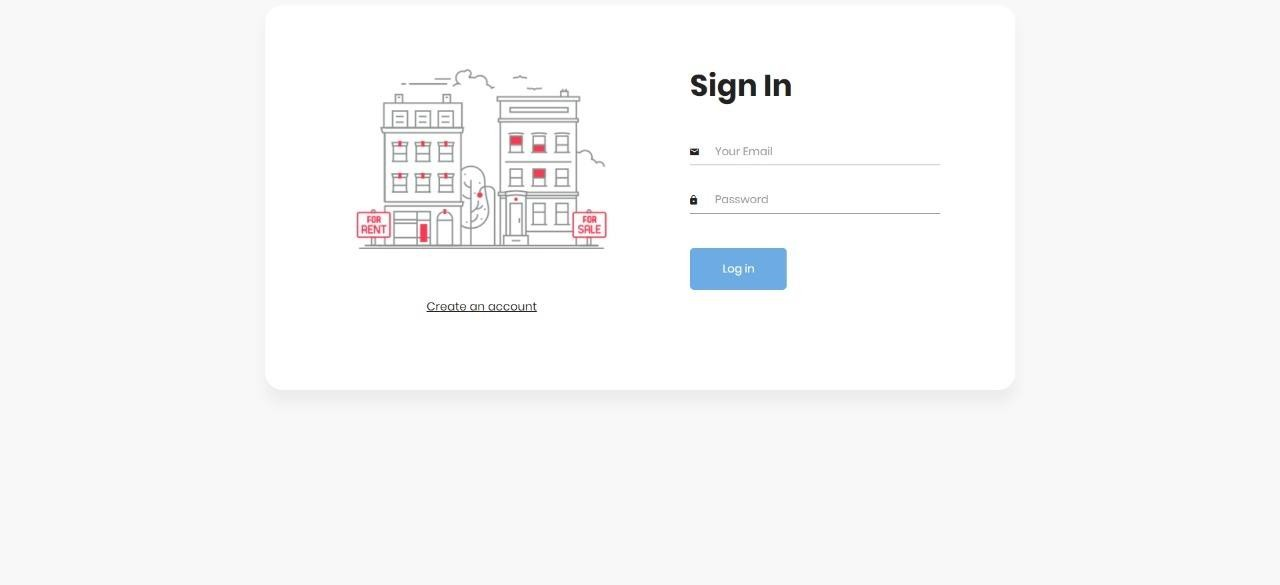 Sign In
Your Email
Password
Log in
FOR
RENT
FOR
SALE
Create an account